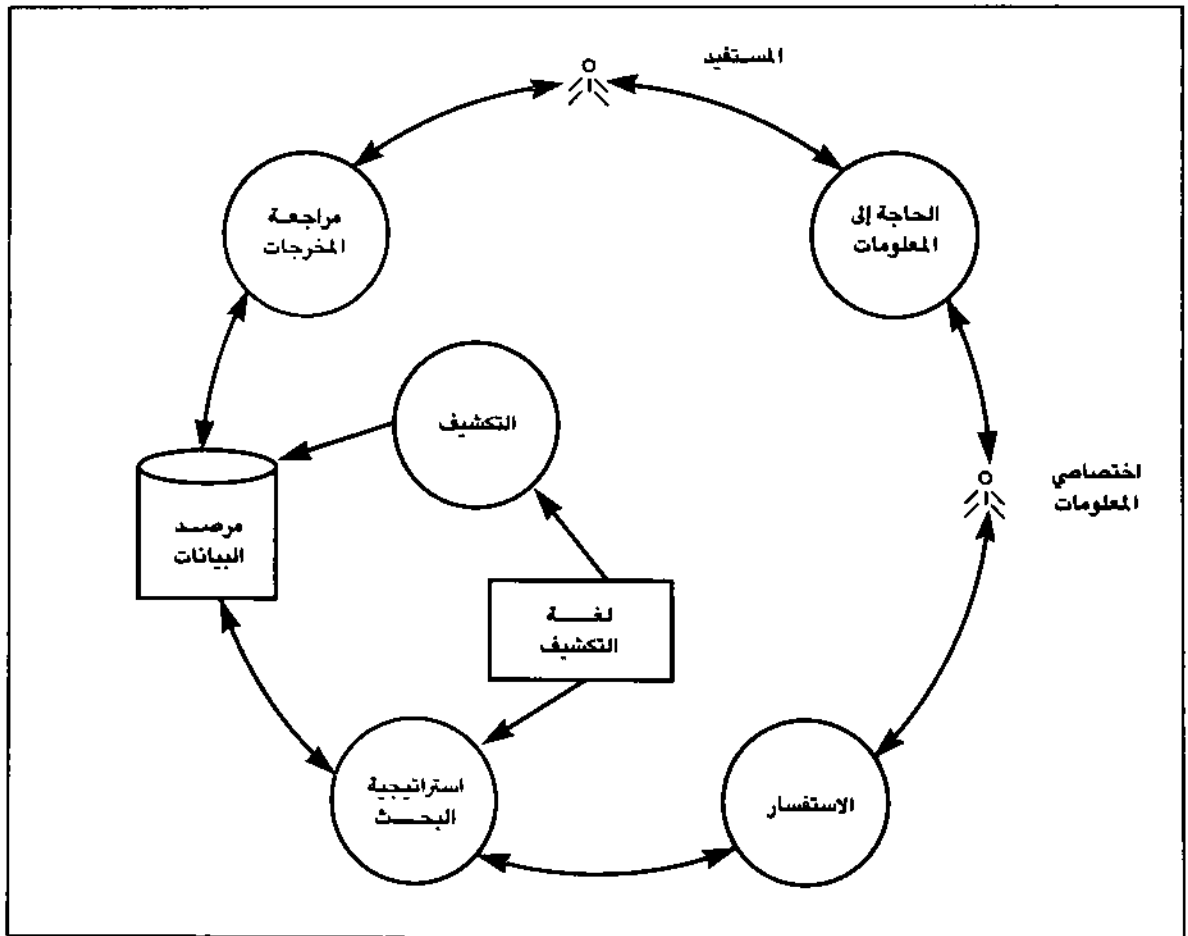 المستفيد
الحاجة إلى
المعلومات
مراجعة
المخرجات
التكشيف
اختصاصي
المعلومات
مرصد
البيانات
لغة
التكشيف
استراتيجية
البحث
الاستفسار